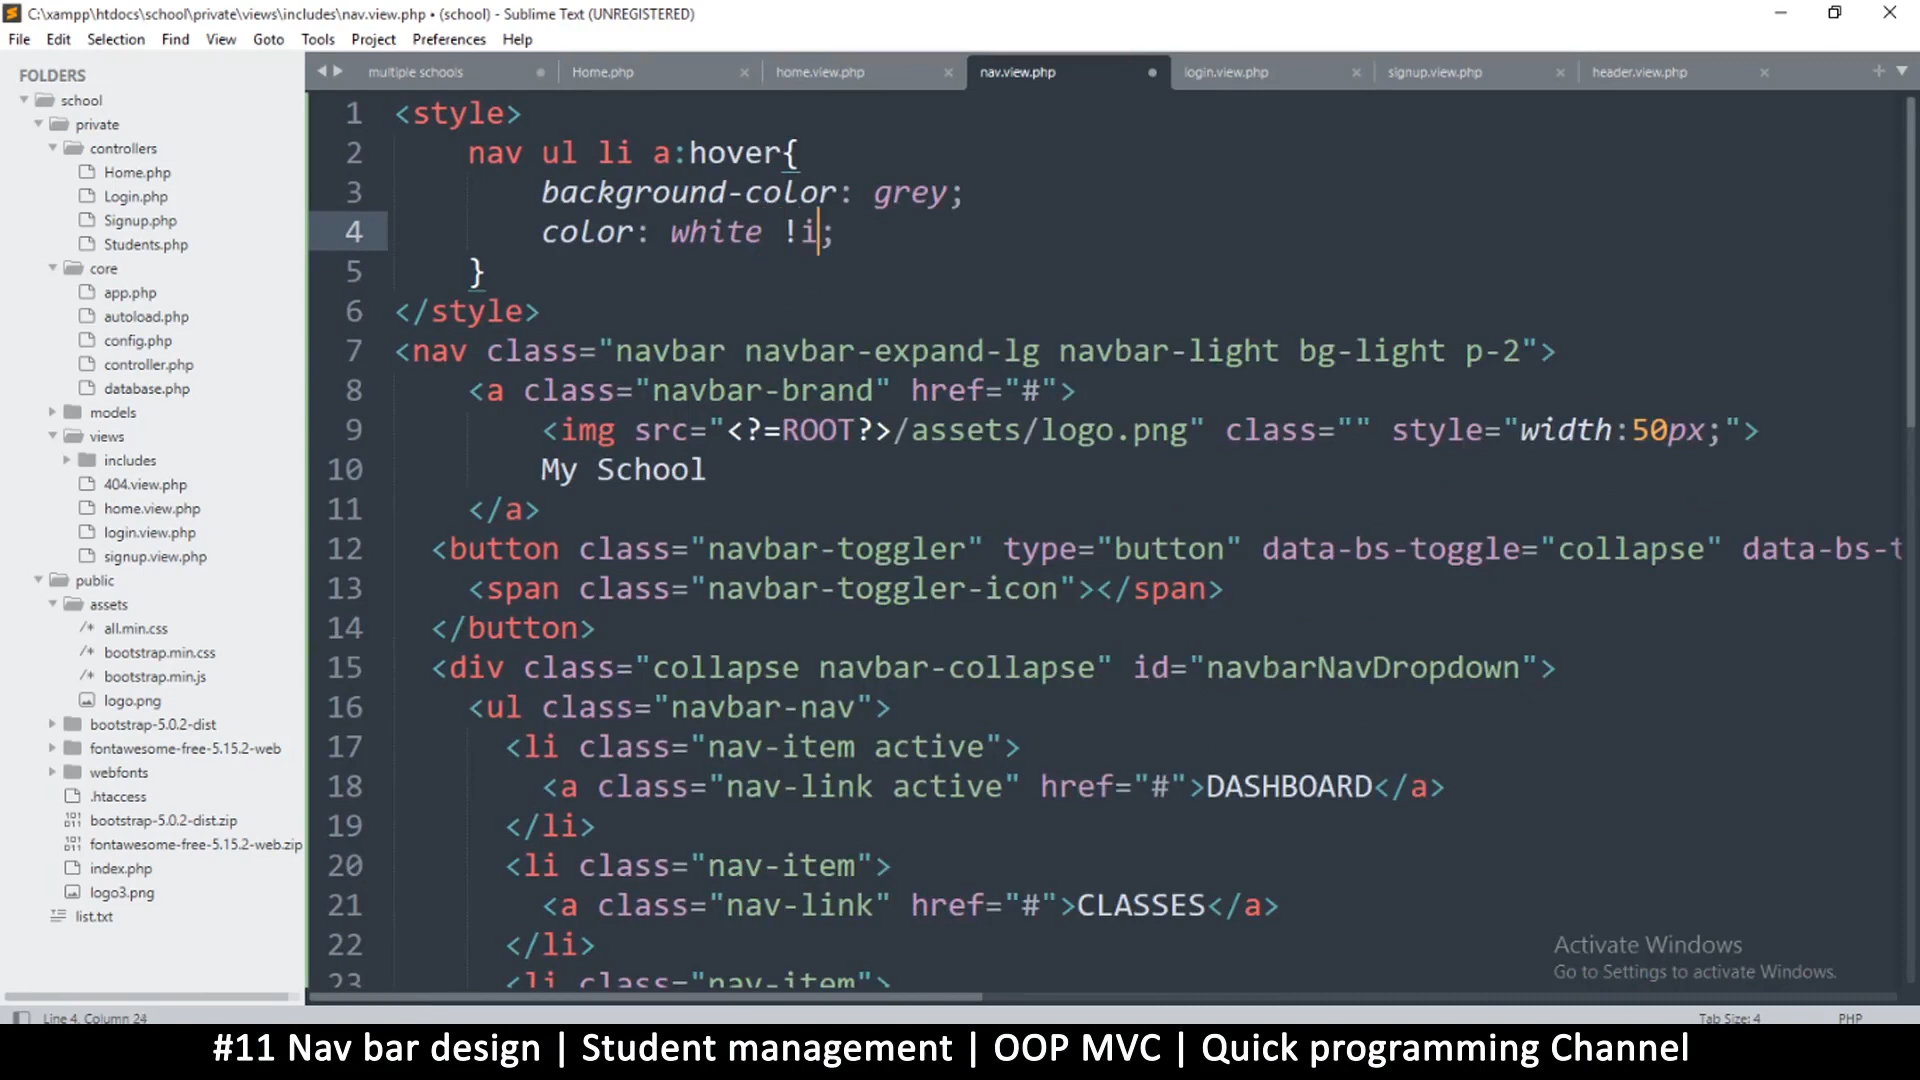 C:\xampp\htdocs\school\private\views\includes\nav.view.php • (school) - Sublime Text (UNREGISTERED)
File Edit Selection Find View Goto Tools Project Preferences Help
FOLDERS
school
private
controllers
Home.php
Login.php
Signup.php
Students.php
core
app.php
autoload.php
config.php
controller.php
database.php
models
views
includes
404.view.php
home.view.php
login.view.php
signup.view.php
public
assets
all.min.css
bootstrap.min.css
bootstrap.min.js
logo.png
bootstrap-5.0.2-dist
fontawesome-free-5.15.2-web
webfonts
.htaccess
bootstrap-5.0.2-dist.zip
fontawesome-free-5.15.2-web.zip
index.php
logo3.png
list.txt
multiple schools Home.php home.view.php nav.view.php login.view.php signup.view.php header.view.php
1 <style>
2 nav ul li a:hover{
3 background-color: grey;
4 color: white !i;
5 }
6 </style>
7 <nav class="navbar navbar-expand-lg navbar-light bg-light p-2">
8 <a class="navbar-brand" href="#">
9 <img src="<?=ROOT?>/assets/logo.png" class="" style="width:50px;">
10 My School
11 </a>
12 <button class="navbar-toggler" type="button" data-bs-toggle="collapse" data-bs-t
13 <span class="navbar-toggler-icon"></span>
14 </button>
15 <div class="collapse navbar-collapse" id="navbarNavDropdown">
16 <ul class="navbar-nav">
17 <li class="nav-item active">
18 <a class="nav-link active" href="#">DASHBOARD</a>
19 </li>
20 <li class="nav-item">
21 <a class="nav-link" href="#">CLASSES</a>
22 </li>
23 <li class="nav-item">
Activate Windows
Go to Settings to activate Windows.
Line 4, Column 24 Tab Size: 4 PHP
#11 Nav bar design | Student management | OOP MVC | Quick programming Channel